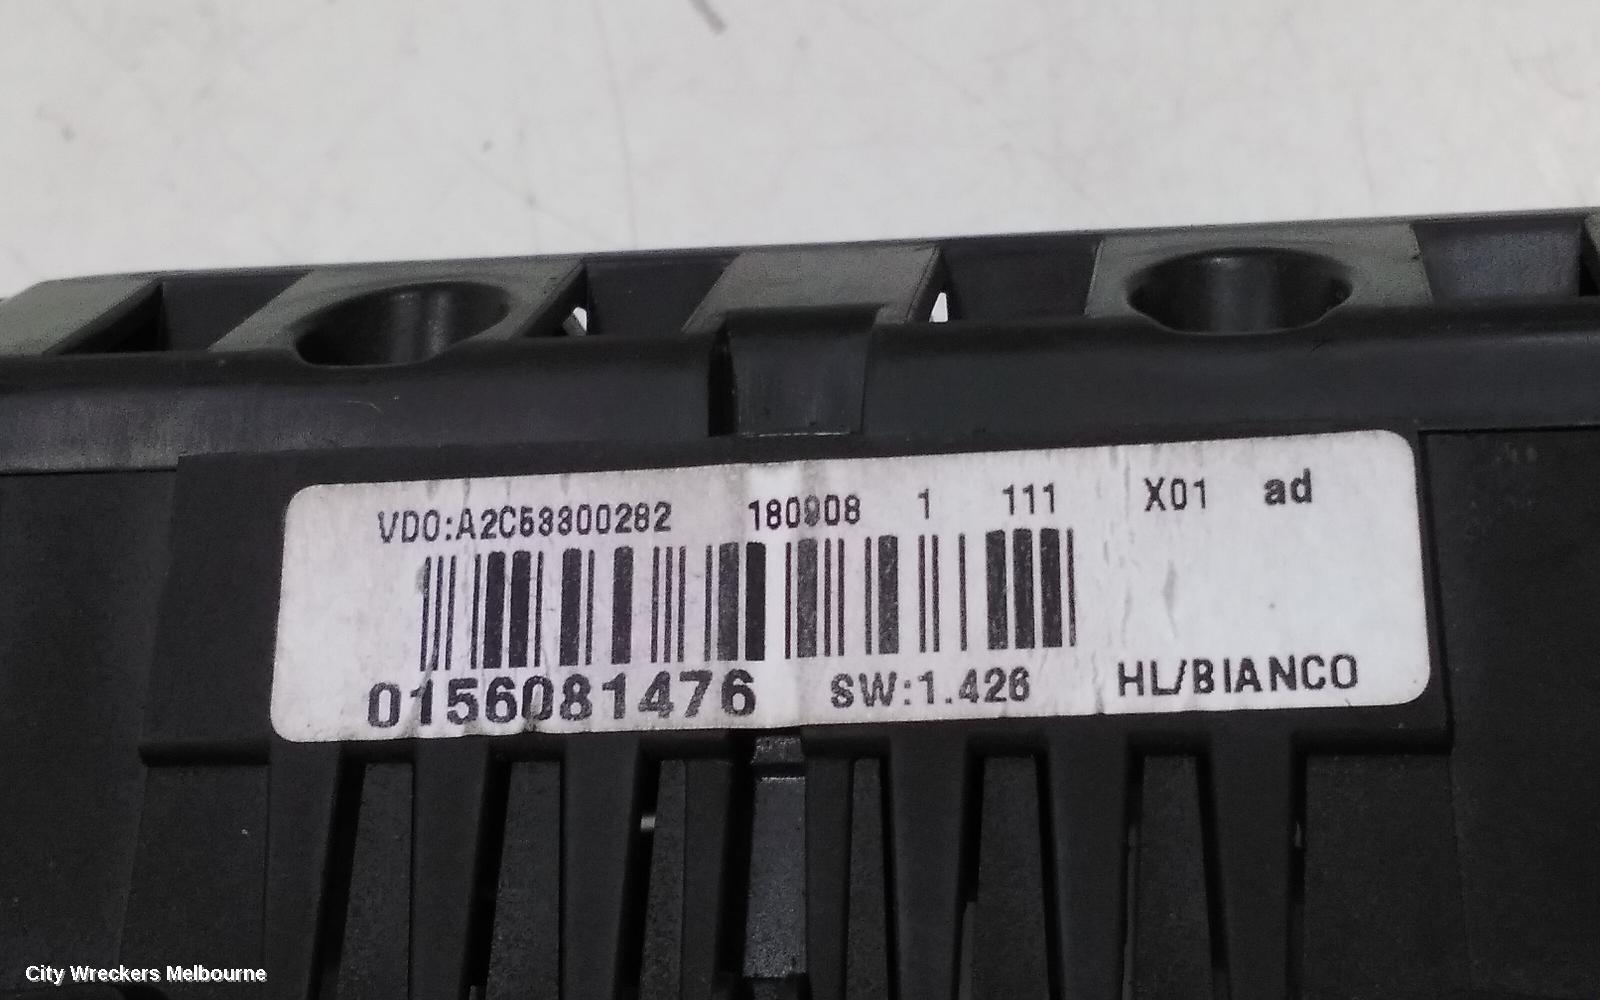 VDO:A2C53300282 180908 1 111 X01 ad
0156081476 SW:1.426 HL/BIANCO
City Wreckers Melbourne